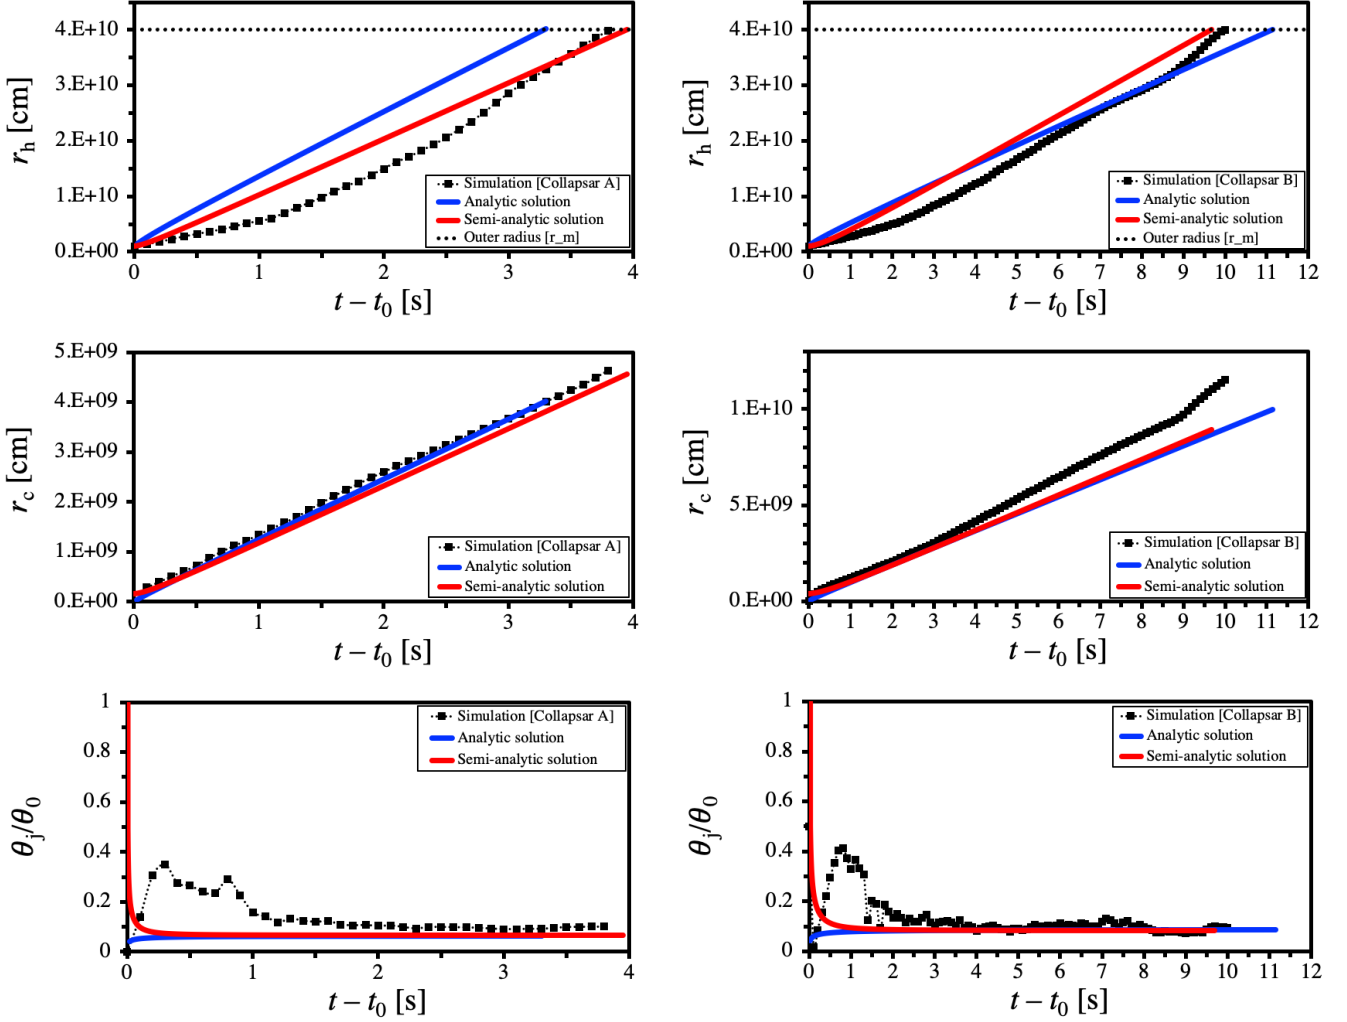 4.E+10
3.E+10
2.E+10
1.E+10
0.E+00
r_h [cm]
Simulation [Collapsar A]
Analytic solution
Semi-analytic solution
Outer radius [r_m]
0 1 2 3 4
t − t_0 [s]
4.E+10
3.E+10
2.E+10
1.E+10
0.E+00
r_h [cm]
Simulation [Collapsar B]
Analytic solution
Semi-analytic solution
Outer radius [r_m]
0 1 2 3 4 5 6 7 8 9 10 11 12
t − t_0 [s]
5.E+09
4.E+09
3.E+09
2.E+09
1.E+09
0.E+00
r_c [cm]
Simulation [Collapsar A]
Analytic solution
Semi-analytic solution
0 1 2 3 4
t − t_0 [s]
1.E+10
5.E+09
0.E+00
r_c [cm]
Simulation [Collapsar B]
Analytic solution
Semi-analytic solution
0 1 2 3 4 5 6 7 8 9 10 11 12
t − t_0 [s]
1
0.8
0.6
0.4
0.2
0
θ_j/θ_0
Simulation [Collapsar A]
Analytic solution
Semi-analytic solution
0 1 2 3 4
t − t_0 [s]
1
0.8
0.6
0.4
0.2
0
θ_j/θ_0
Simulation [Collapsar B]
Analytic solution
Semi-analytic solution
0 1 2 3 4 5 6 7 8 9 10 11 12
t − t_0 [s]